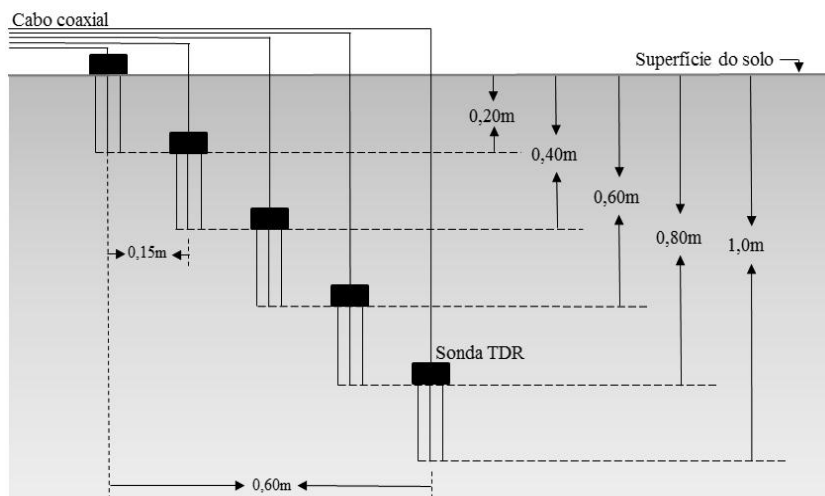 Cabo coaxial
Superfície do solo
0,20m
0,40m
0,60m
0,80m
1,0m
0,15m
Sonda TDR
0,60m